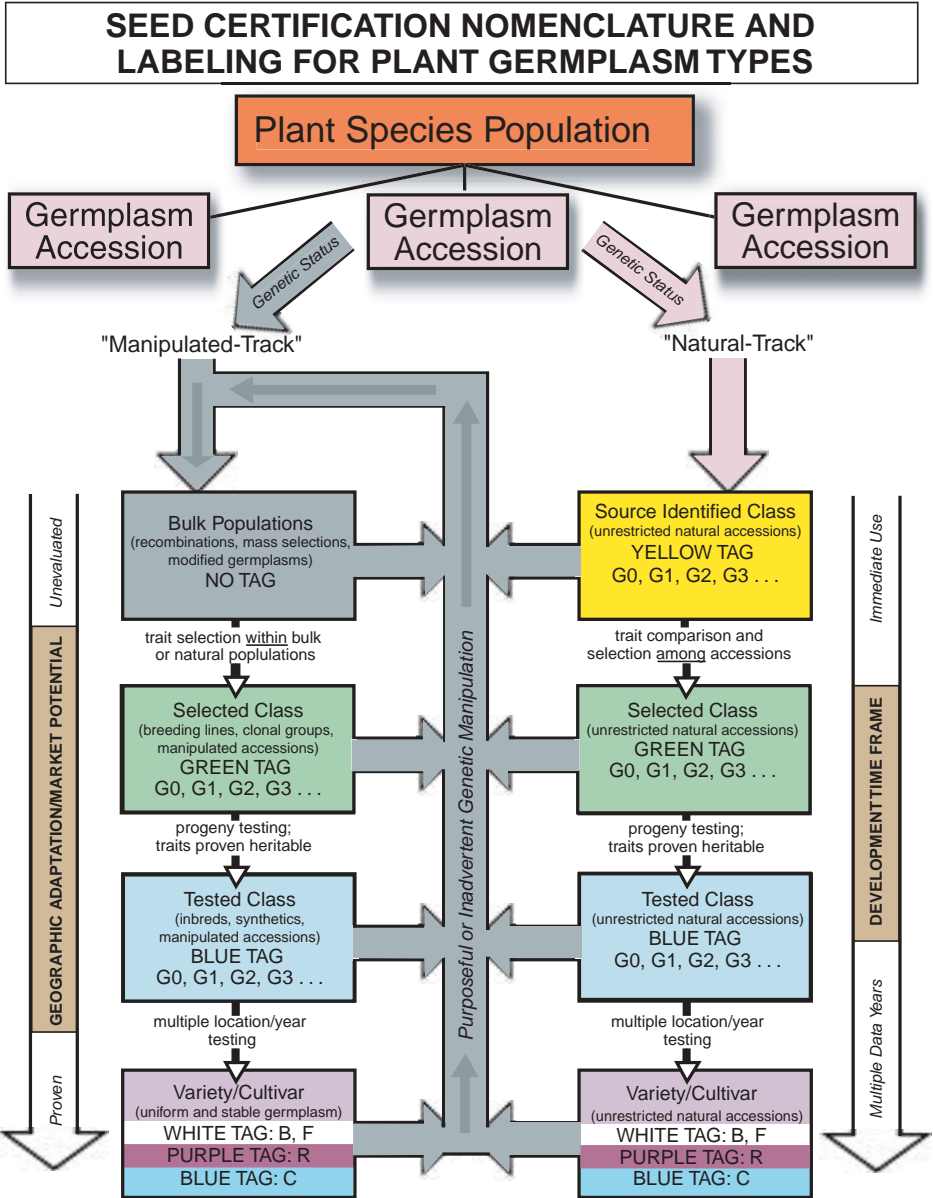 SEED CERTIFICATION NOMENCLATURE AND
LABELING FOR PLANT GERMPLASM TYPES
Plant Species Population
Germplasm
Accession
Germplasm
Accession
Germplasm
Accession
Genetic Status
Genetic Status
"Manipulated-Track"
"Natural-Track"
Unevaluated
GEOGRAPHIC ADAPTATION/MARKET POTENTIAL
Proven
Bulk Populations
(recombinations, mass selections,
modified germplasms)
NO TAG
trait selection within bulk
or natural poplulations
Selected Class
(breeding lines, clonal groups,
manipulated accessions)
GREEN TAG
G0, G1, G2, G3 . . .
progeny testing;
traits proven heritable
Tested Class
(inbreds, synthetics,
manipulated accessions)
BLUE TAG
G0, G1, G2, G3 . . .
multiple location/year
testing
Variety/Cultivar
(uniform and stable germplasm)
WHITE TAG: B, F
PURPLE TAG: R
BLUE TAG: C
Purposeful or Inadvertent Genetic Manipulation
Source Identified Class
(unrestricted natural accessions)
YELLOW TAG
G0, G1, G2, G3 . . .
trait comparison and
selection among accessions
Selected Class
(unrestricted natural accessions)
GREEN TAG
G0, G1, G2, G3 . . .
progeny testing;
traits proven heritable
Tested Class
(unrestricted natural accessions)
BLUE TAG
G0, G1, G2, G3 . . .
multiple location/year
testing
Variety/Cultivar
(unrestricted natural accessions)
WHITE TAG: B, F
PURPLE TAG: R
BLUE TAG: C
Immediate Use
DEVELOPMENT TIME FRAME
Multiple Data Years